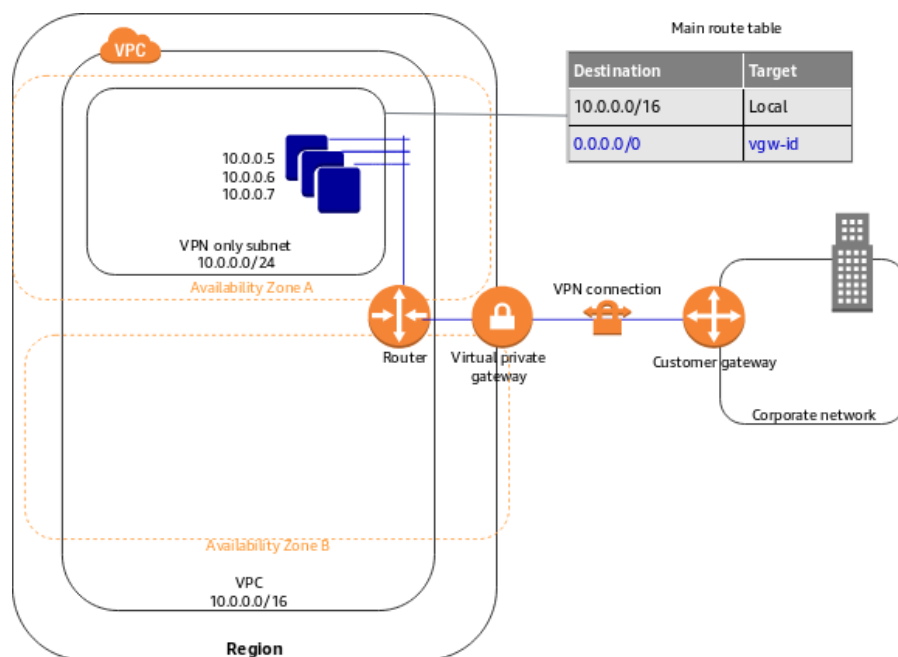 Main route table
VPC
Destination Target
10.0.0.0/16 Local
0.0.0.0/0 vgw-id
10.0.0.5
10.0.0.6
10.0.0.7
VPN only subnet
10.0.0.0/24
Availability Zone A
VPN connection
Router
Virtual private
gateway
Customer gateway
Corporate network
Availability Zone B
VPC
10.0.0.0/16
Region